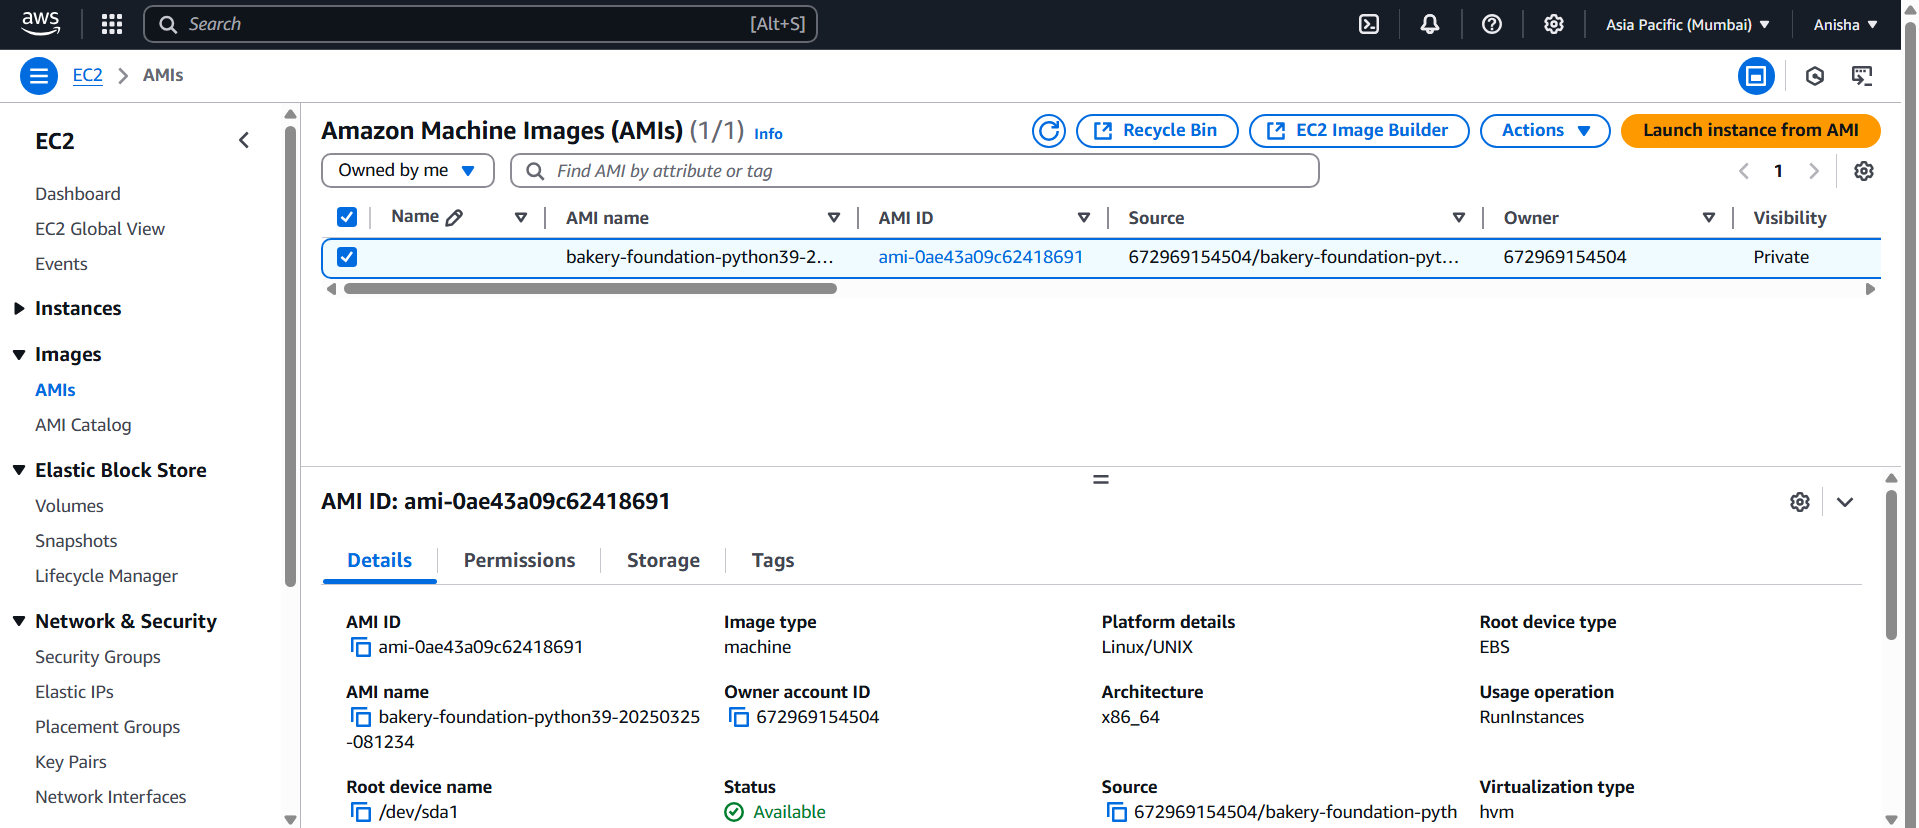 aws
Search [Alt+S]
Asia Pacific (Mumbai)
Anisha
EC2 AMIs
EC2
Dashboard
EC2 Global View
Events
Instances
Images
AMIs
AMI Catalog
Elastic Block Store
Volumes
Snapshots
Lifecycle Manager
Network & Security
Security Groups
Elastic IPs
Placement Groups
Key Pairs
Network Interfaces
Amazon Machine Images (AMIs) (1/1) Info
Recycle Bin
EC2 Image Builder
Actions
Launch instance from AMI
Owned by me
Find AMI by attribute or tag
1
Name AMI name AMI ID Source Owner Visibility
bakery-foundation-python39-2... ami-0ae43a09c62418691 672969154504/bakery-foundation-pyt... 672969154504 Private
AMI ID: ami-0ae43a09c62418691
Details Permissions Storage Tags
AMI ID
ami-0ae43a09c62418691
Image type
machine
Platform details
Linux/UNIX
Root device type
EBS
AMI name
bakery-foundation-python39-20250325
-081234
Owner account ID
672969154504
Architecture
x86_64
Usage operation
RunInstances
Root device name
/dev/sda1
Status
Available
Source
672969154504/bakery-foundation-pyth
Virtualization type
hvm